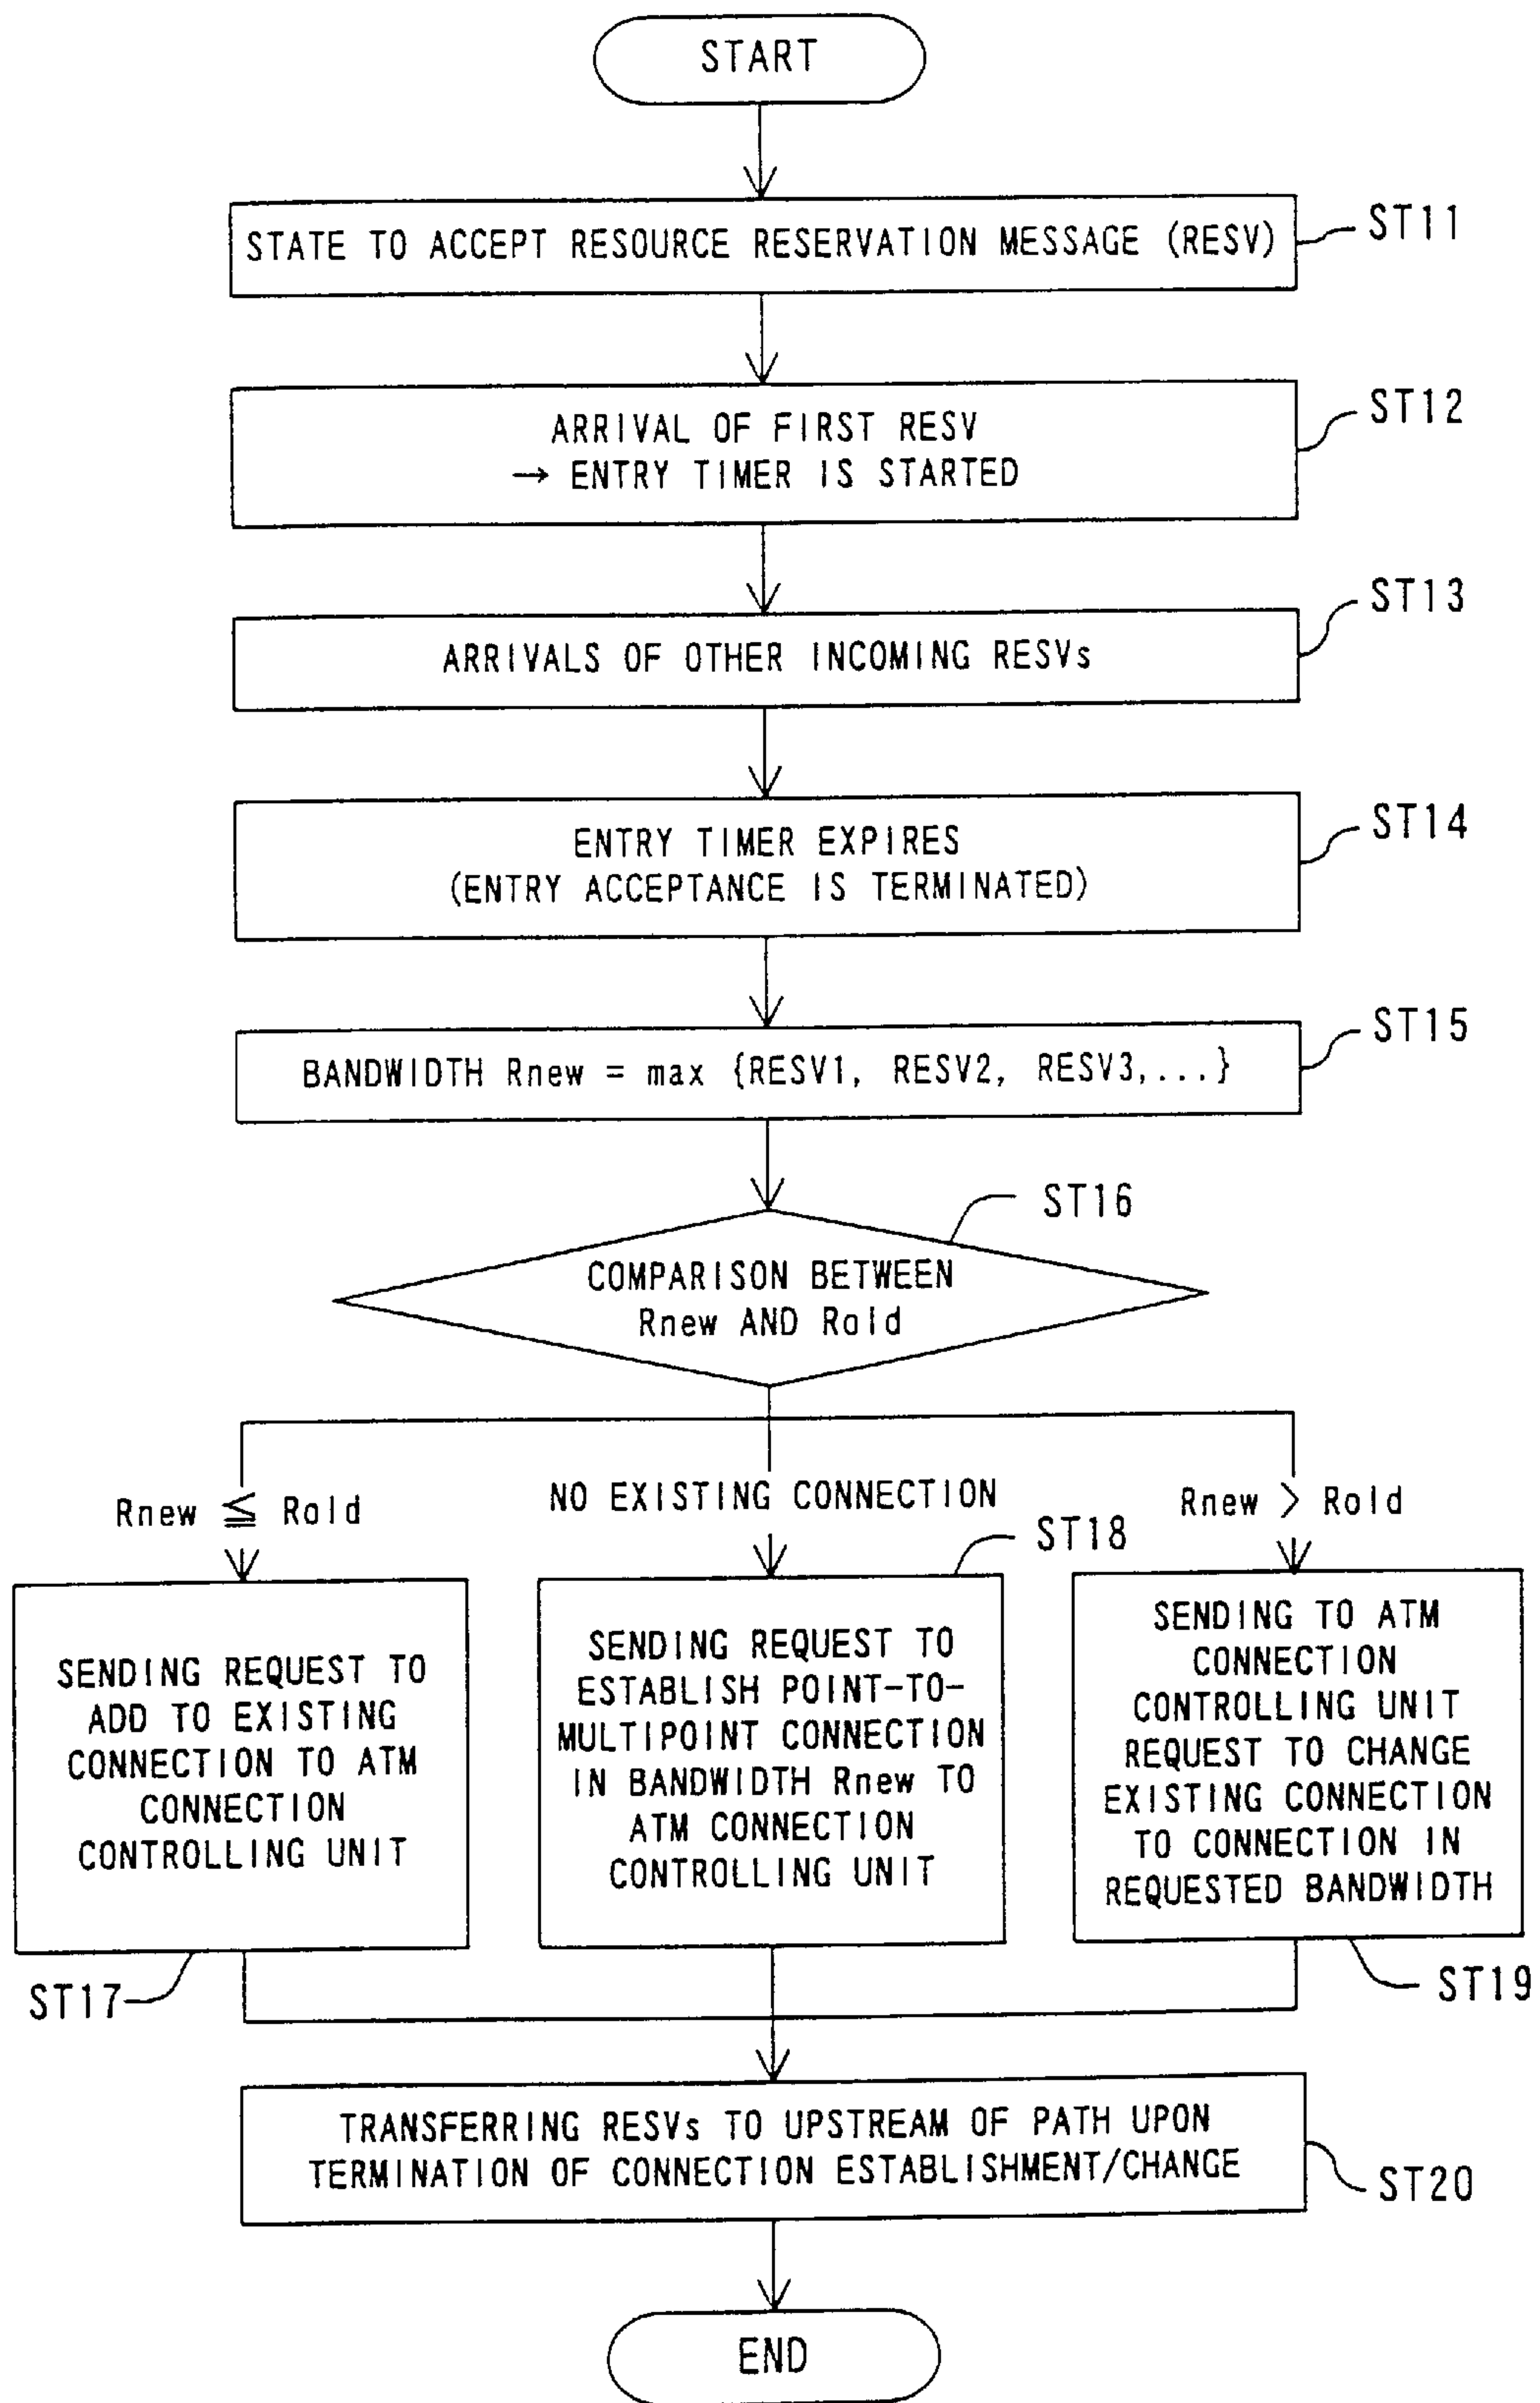 START
STATE TO ACCEPT RESOURCE RESERVATION MESSAGE (RESV)
ST11
ARRIVAL OF FIRST RESV
→ ENTRY TIMER IS STARTED
ST12
ARRIVALS OF OTHER INCOMING RESVs
ST13
ENTRY TIMER EXPIRES
(ENTRY ACCEPTANCE IS TERMINATED)
ST14
BANDWIDTH Rnew = max {RESV1, RESV2, RESV3,...}
ST15
ST16
COMPARISON BETWEEN
Rnew AND Rold
Rnew ≦ Rold
NO EXISTING CONNECTION
Rnew > Rold
SENDING REQUEST TO
ADD TO EXISTING
CONNECTION TO ATM
CONNECTION
CONTROLLING UNIT
ST17
ST18
SENDING REQUEST TO
ESTABLISH POINT-TO-
MULTIPOINT CONNECTION
IN BANDWIDTH Rnew TO
ATM CONNECTION
CONTROLLING UNIT
SENDING TO ATM
CONNECTION
CONTROLLING UNIT
REQUEST TO CHANGE
EXISTING CONNECTION
TO CONNECTION IN
REQUESTED BANDWIDTH
ST19
TRANSFERRING RESVs TO UPSTREAM OF PATH UPON
TERMINATION OF CONNECTION ESTABLISHMENT/CHANGE
ST20
END